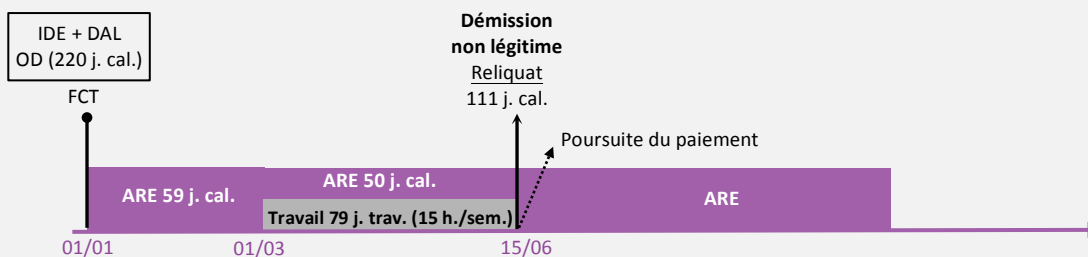 IDE + DAL
OD (220 j. cal.)
FCT
Démission
non légitime
Reliquat
111 j. cal.
Poursuite du paiement
ARE 59 j. cal.
ARE 50 j. cal.
ARE
Travail 79 j. trav. (15 h./sem.)
01/01
01/03
15/06